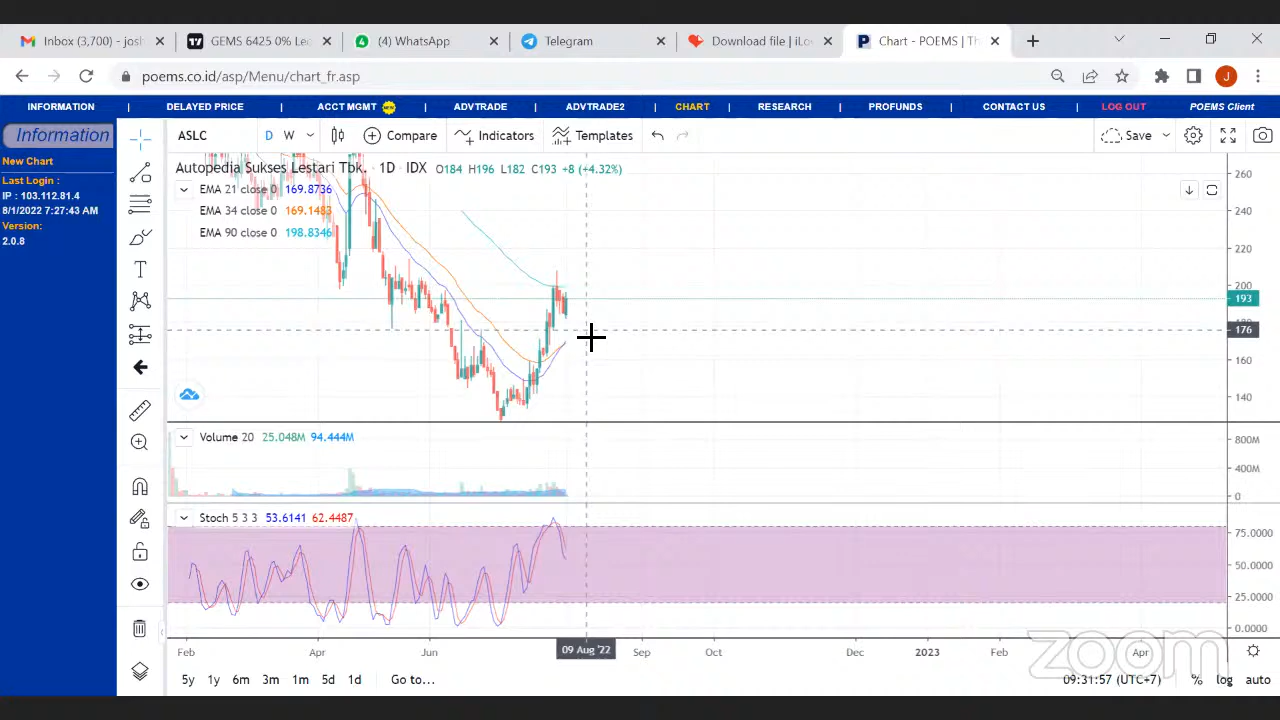 Inbox (3,700) - josh
GEMS 6425 0% Le
(4) WhatsApp
Telegram
Download file | iLo
Chart - POEMS | Th
poems.co.id/asp/Menu/chart_fr.asp
J
INFORMATION | DELAYED PRICE | ACCT MGMT NEW | ADVTRADE | ADVTRADE2 | CHART | RESEARCH | PROFUNDS | CONTACT US | LOG OUT POEMS Client
Information
New Chart
Last Login :
IP : 103.112.81.4
8/1/2022 7:27:43 AM
Version:
2.0.8
ASLC D W Compare Indicators Templates Save
Autopedia Sukses Lestari Tbk. · 1D · IDX O184 H196 L182 C193 +8 (+4.32%)
EMA 21 close 0 169.8736
EMA 34 close 0 169.1483
EMA 90 close 0 198.8346
260
240
220
200
193
176
160
140
Volume 20 25.048M 94.444M
800M
400M
0
Stoch 5 3 3 53.6141 62.4487
75.0000
50.0000
25.0000
0.0000
Feb Apr Jun 09 Aug '22 Sep Oct Dec 2023 Feb Apr
zoom
5y 1y 6m 3m 1m 5d 1d Go to... 09:31:57 (UTC+7) % log auto